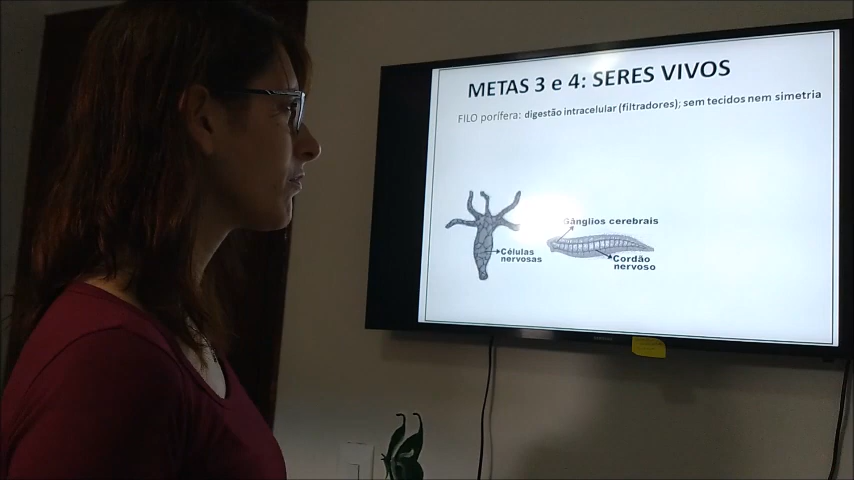 METAS 3 e 4: SERES VIVOS
FILO porífera: digestão intracelular (filtradores); sem tecidos nem simetria
Gânglios cerebrais
Células
nervosas
Cordão
nervoso